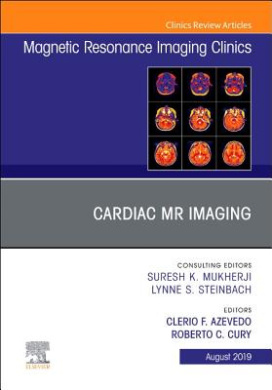 Clinics Review Articles
Magnetic Resonance Imaging Clinics
CARDIAC MR IMAGING
CONSULTING EDITORS
SURESH K. MUKHERJI
LYNNE S. STEINBACH
EDITORS
CLERIO F. AZEVEDO
ROBERTO C. CURY
ELSEVIER
August 2019